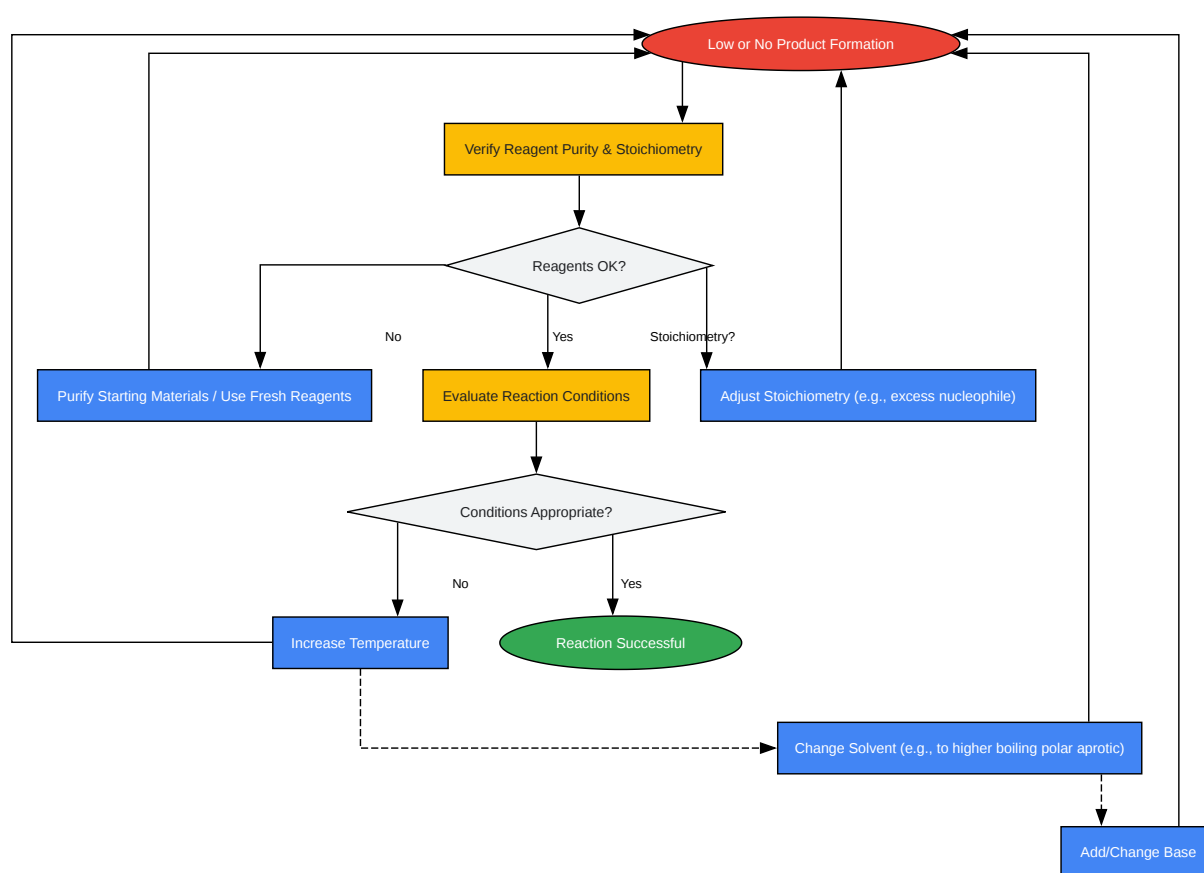 Low or No Product Formation
Verify Reagent Purity & Stoichiometry
Reagents OK?
No
Yes
Stoichiometry?
Purify Starting Materials / Use Fresh Reagents
Evaluate Reaction Conditions
Adjust Stoichiometry (e.g., excess nucleophile)
Conditions Appropriate?
No
Yes
Increase Temperature
Reaction Successful
Change Solvent (e.g., to higher boiling polar aprotic)
Add/Change Base